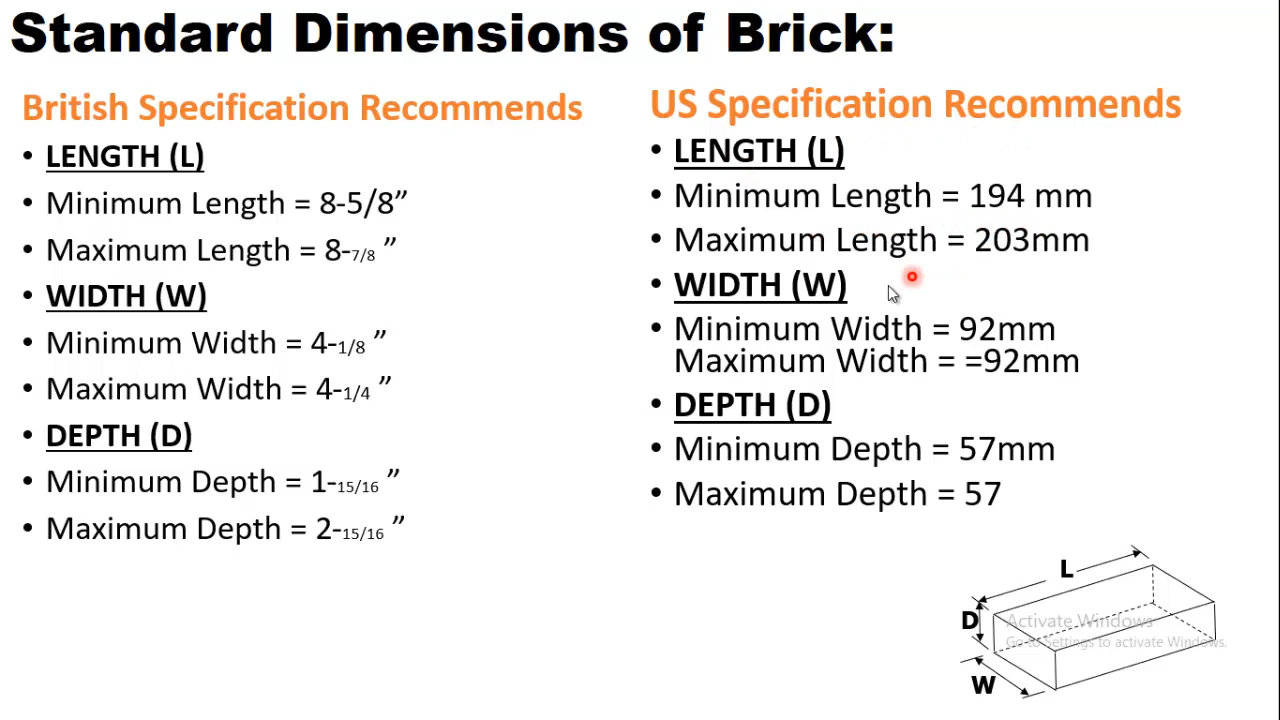 Standard Dimensions of Brick:
British Specification Recommends
• LENGTH (L)
• Minimum Length = 8-5/8”
• Maximum Length = 8-7/8 ”
• WIDTH (W)
• Minimum Width = 4-1/8 ”
• Maximum Width = 4-1/4 ”
• DEPTH (D)
• Minimum Depth = 1-15/16 ”
• Maximum Depth = 2-15/16 ”
US Specification Recommends
• LENGTH (L)
• Minimum Length = 194 mm
• Maximum Length = 203mm
• WIDTH (W)
• Minimum Width = 92mm
Maximum Width = =92mm
• DEPTH (D)
• Minimum Depth = 57mm
• Maximum Depth = 57
L
D
W
Activate Windows
Go to Settings to activate Windows.